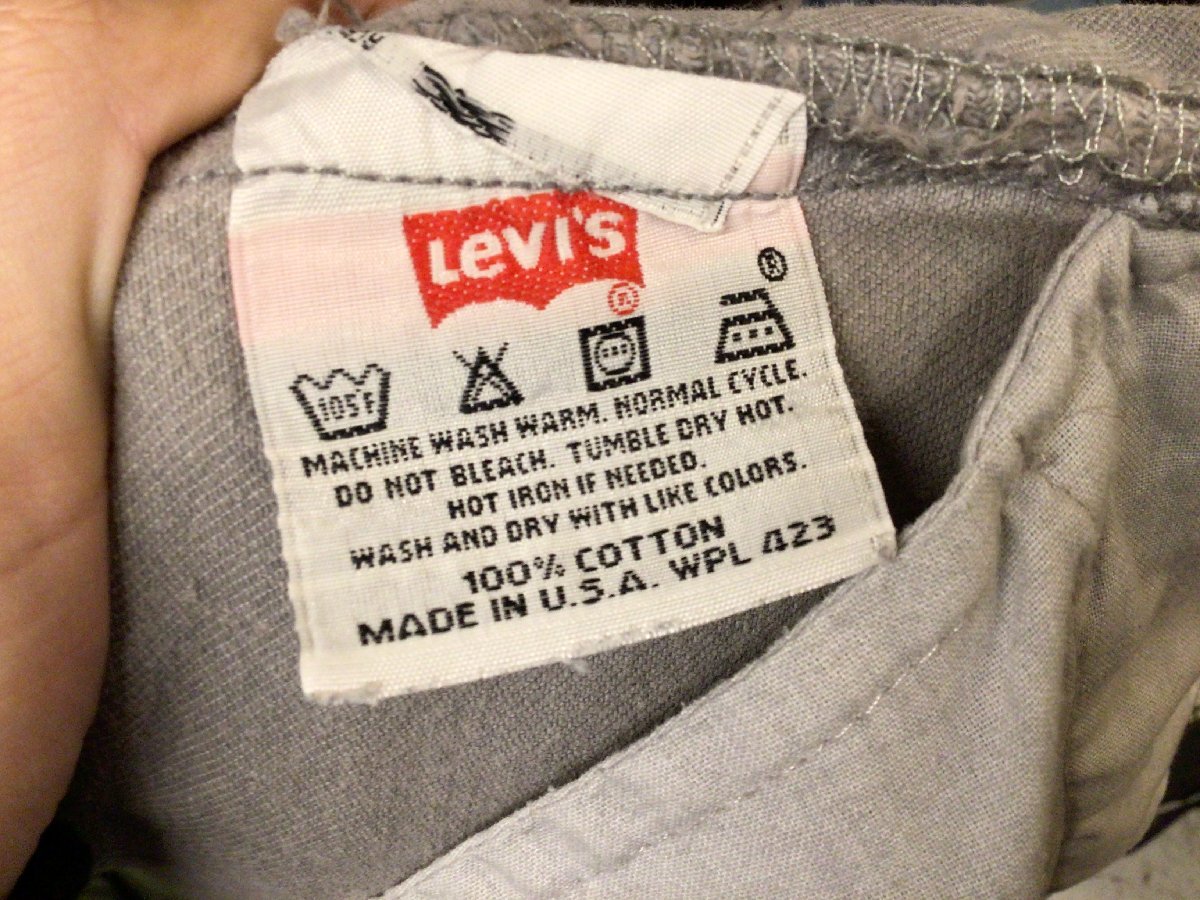 Levi's
®
®
105F
MACHINE WASH WARM. NORMAL CYCLE.
DO NOT BLEACH. TUMBLE DRY HOT.
HOT IRON IF NEEDED.
WASH AND DRY WITH LIKE COLORS.
100% COTTON
MADE IN U.S.A. WPL 423